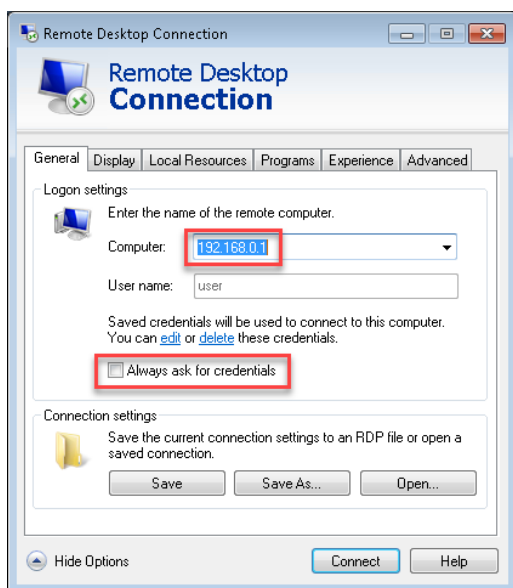 Remote Desktop Connection
Remote Desktop
Connection
General Display Local Resources Programs Experience Advanced
Logon settings
Enter the name of the remote computer.
Computer: 192.168.0.1
User name: user
Saved credentials will be used to connect to this computer.
You can edit or delete these credentials.
Always ask for credentials
Connection settings
Save the current connection settings to an RDP file or open a
saved connection.
Save Save As... Open...
Hide Options Connect Help